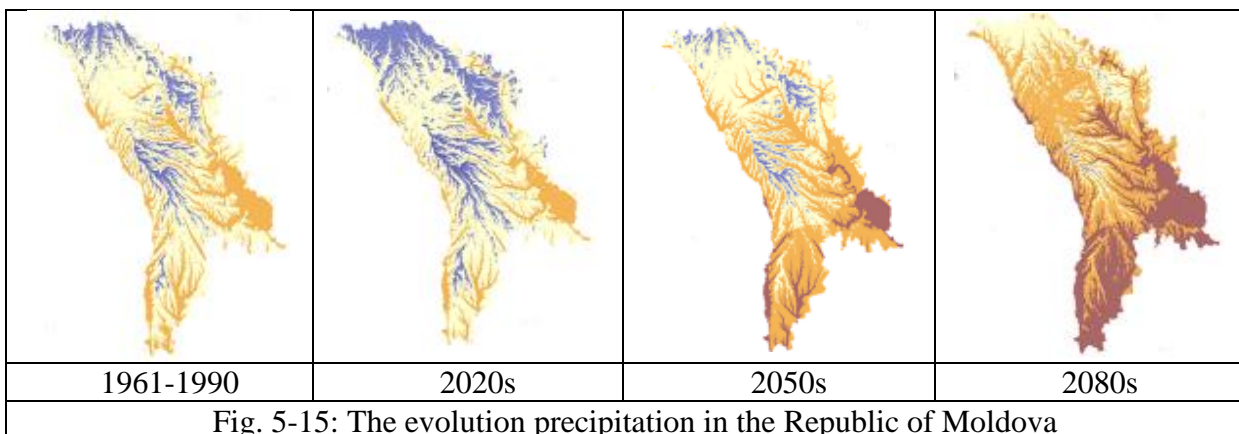 1961-1990
2020s
2050s
2080s
Fig. 5-15: The evolution precipitation in the Republic of Moldova